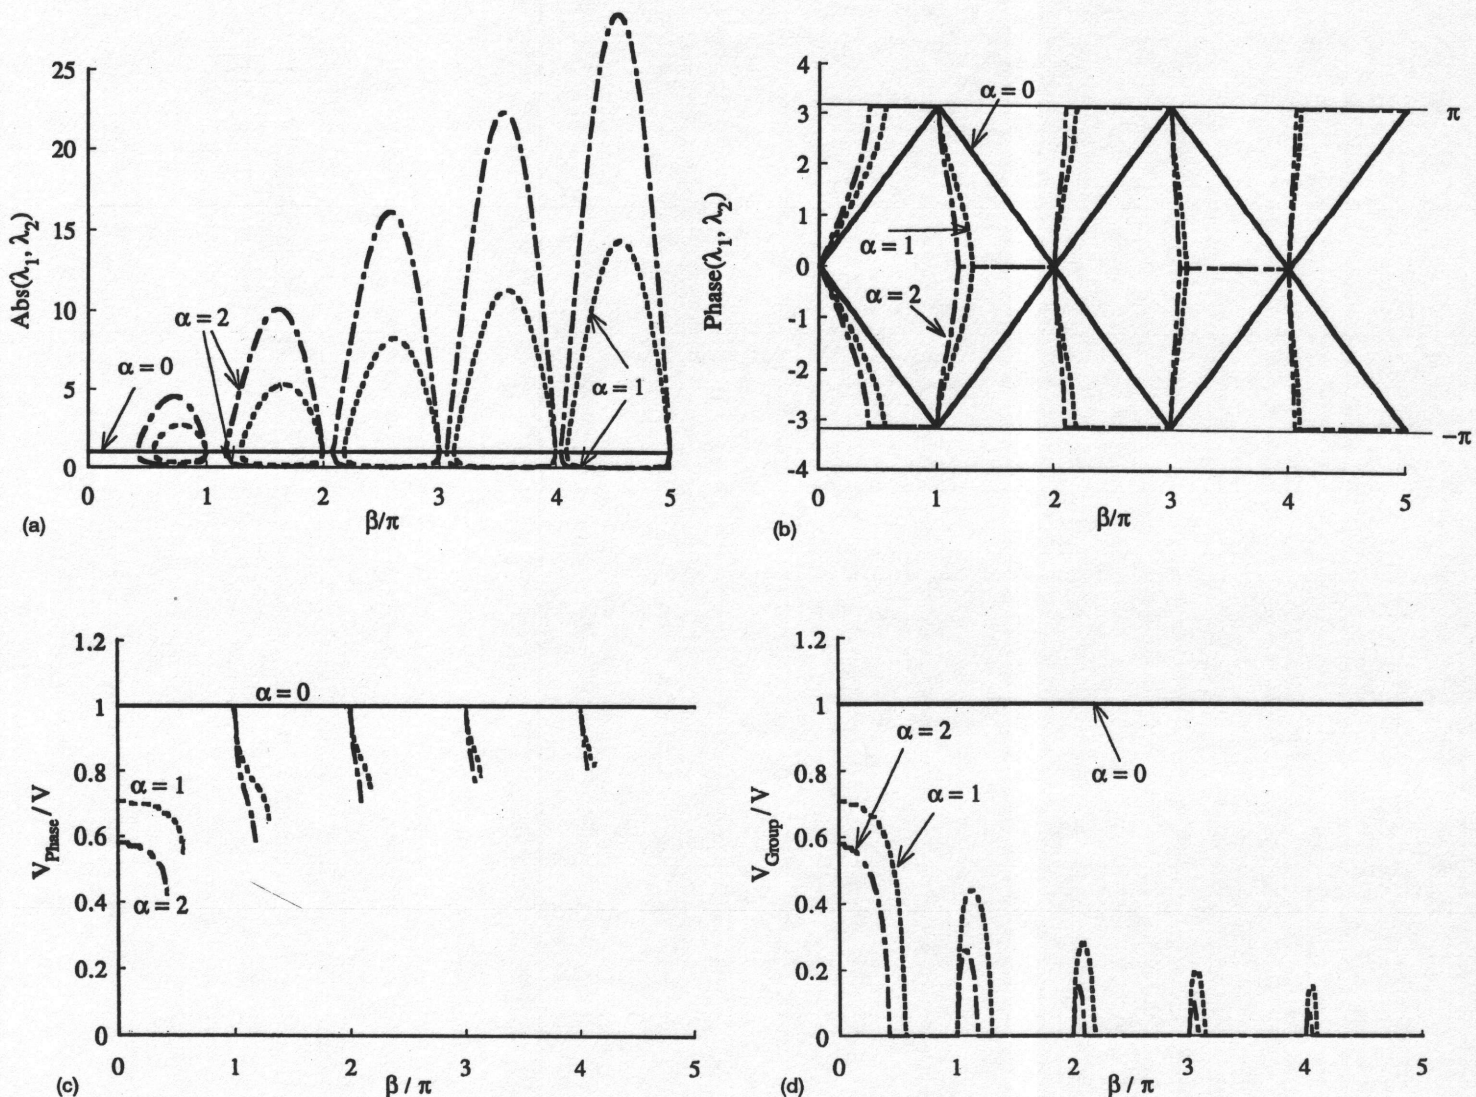 25
20
15
10
5
0
Abs(λ₁, λ₂)
α = 2
α = 0
α = 1
0 1 2 3 4 5
β/π
(a)
4
3
2
1
0
-1
-2
-3
-4
Phase(λ₁, λ₂)
α = 0
α = 1
α = 2
π
−π
0 1 2 3 4 5
β/π
(b)
1.2
1
0.8
0.6
0.4
0.2
0
V_Phase / V
α = 0
α = 1
α = 2
0 1 2 3 4 5
β / π
(c)
1.2
1
0.8
0.6
0.4
0.2
0
V_Group / V
α = 2
α = 1
α = 0
0 1 2 3 4 5
β / π
(d)